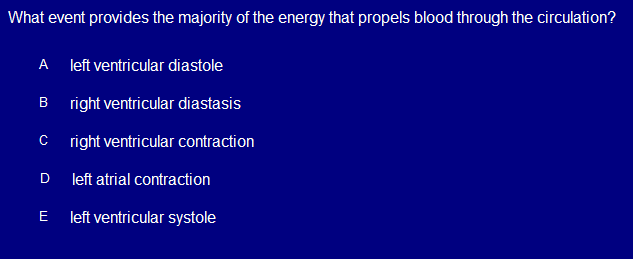 What event provides the majority of the energy that propels blood through the circulation?
A left ventricular diastole
B right ventricular diastasis
C right ventricular contraction
D left atrial contraction
E left ventricular systole